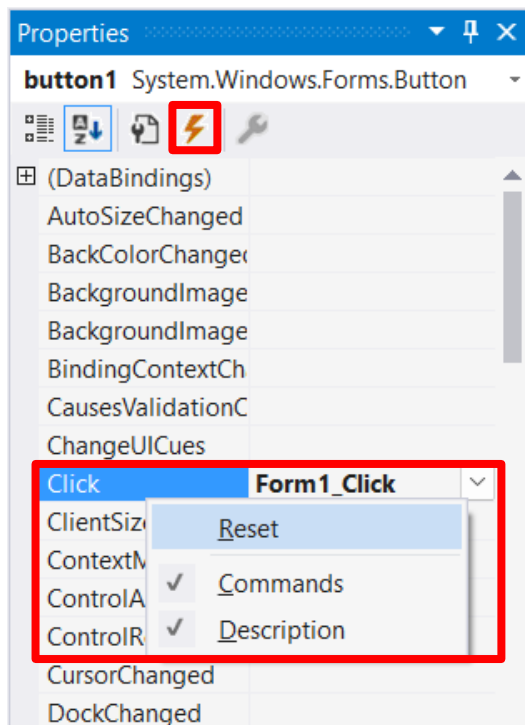 Properties
button1 System.Windows.Forms.Button
(DataBindings)
AutoSizeChanged
BackColorChanged
BackgroundImage
BackgroundImage
BindingContextCh
CausesValidationC
ChangeUICues
Click Form1_Click
ClientSize
Reset
ContextM
Commands
ControlA
ControlR
Description
CursorChanged
DockChanged